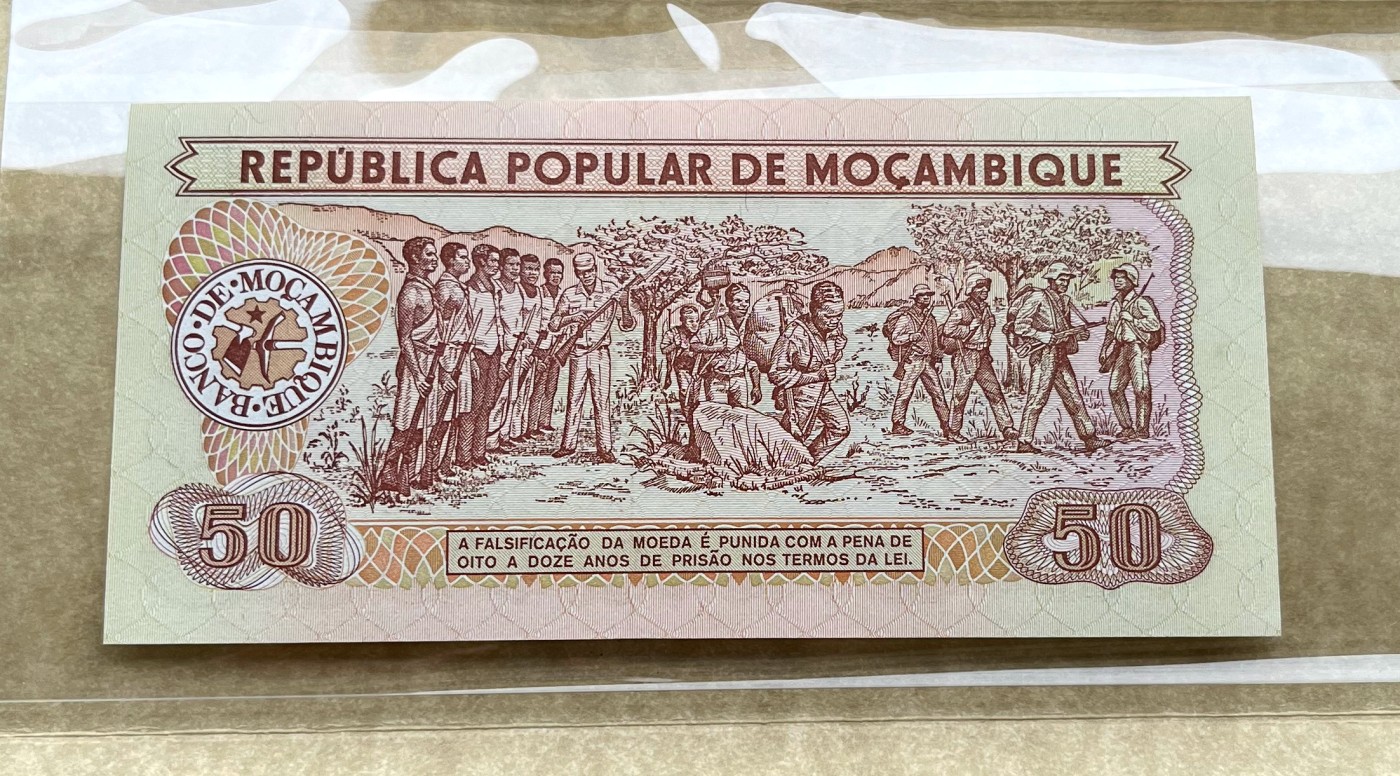 REPÚBLICA POPULAR DE MOÇAMBIQUE
BANCO·DE·MOÇAMBIQUE·
50
A FALSIFICAÇÃO DA MOEDA É PUNIDA COM A PENA DE
OITO A DOZE ANOS DE PRISÃO NOS TERMOS DA LEI.
50